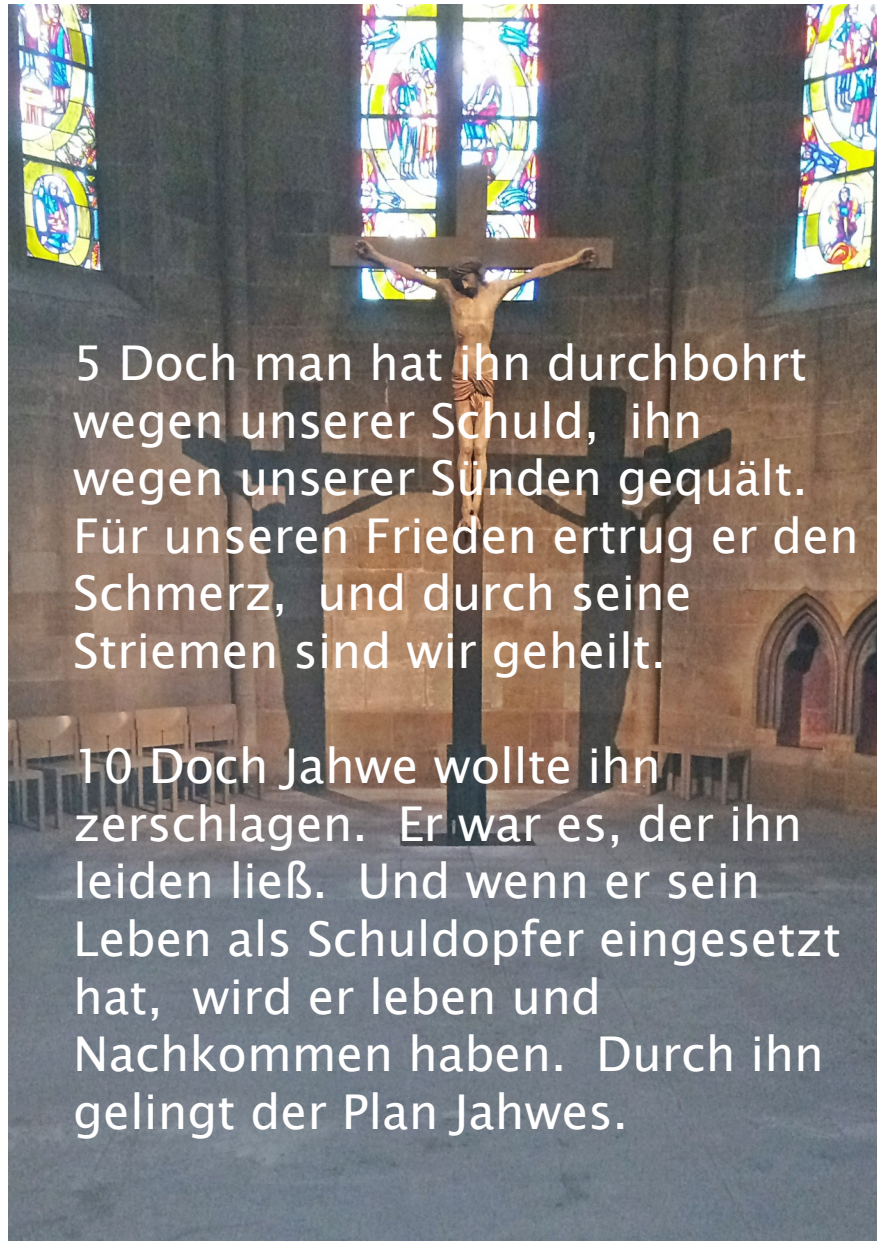 5 Doch man hat ihn durchbohrt
wegen unserer Schuld,  ihn
wegen unserer Sünden gequält.
Für unseren Frieden ertrug er den
Schmerz,  und durch seine
Striemen sind wir geheilt.

10 Doch Jahwe wollte ihn
zerschlagen.  Er war es, der ihn
leiden ließ.  Und wenn er sein
Leben als Schuldopfer eingesetzt
hat,  wird er leben und
Nachkommen haben.  Durch ihn
gelingt der Plan Jahwes.